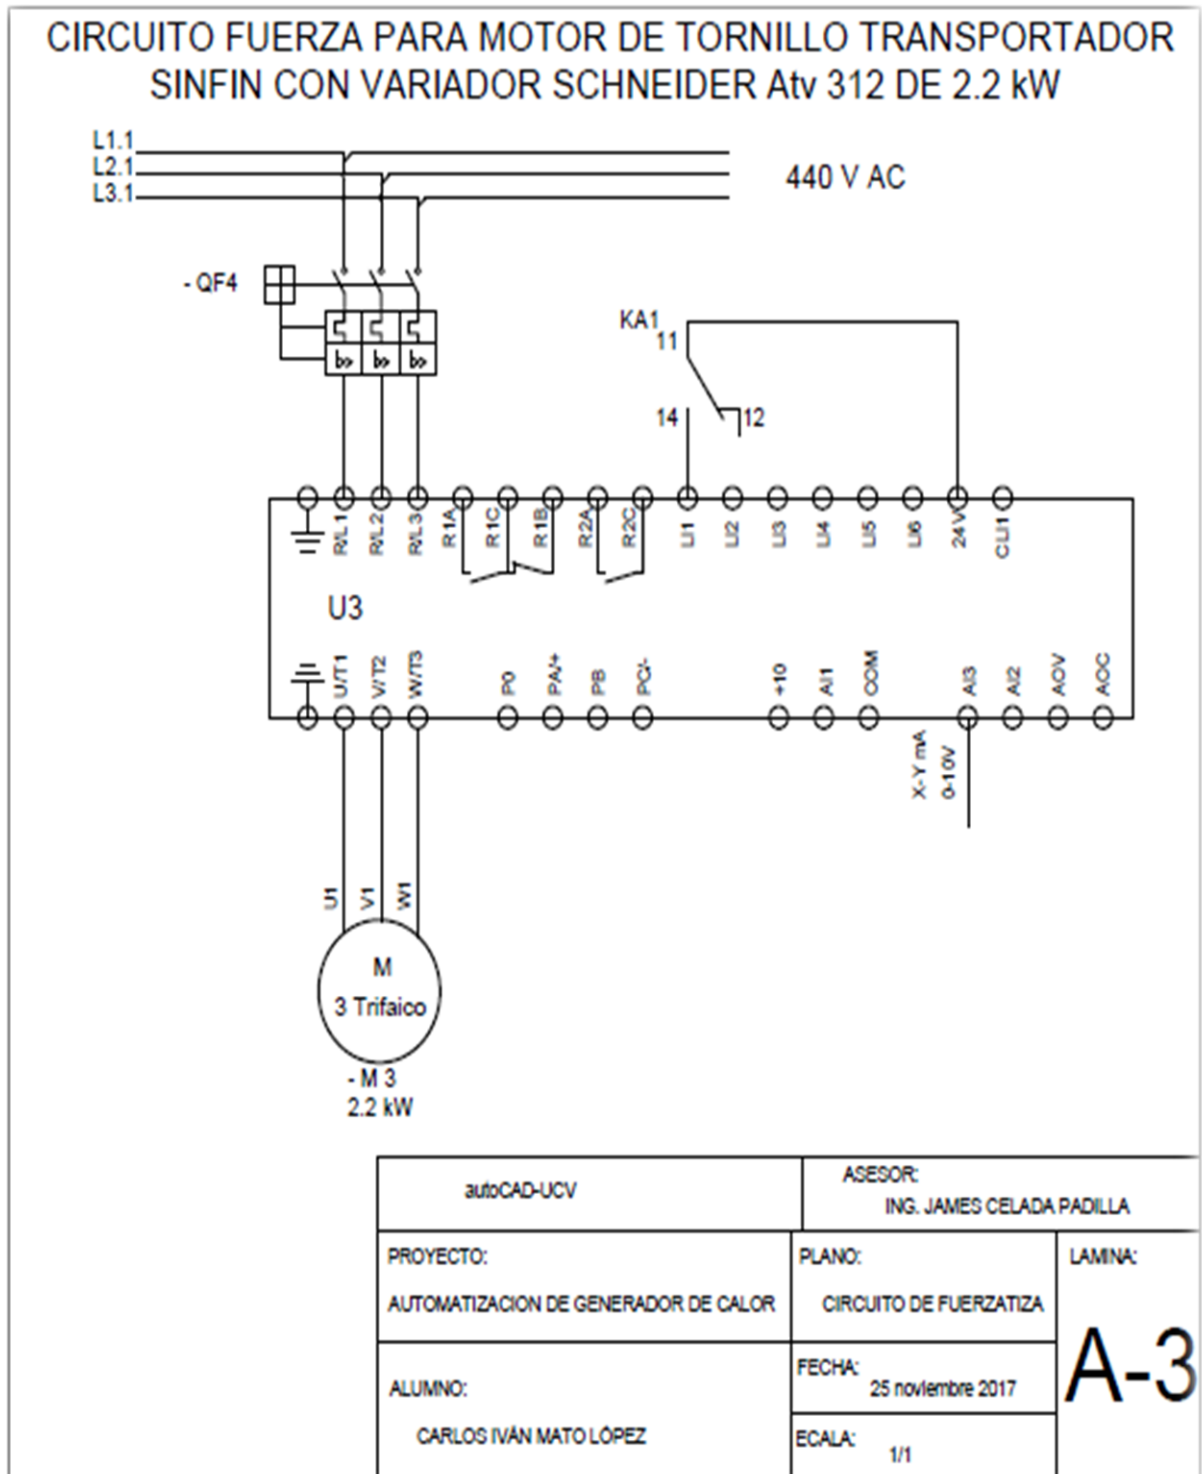 CIRCUITO FUERZA PARA MOTOR DE TORNILLO TRANSPORTADOR
SINFIN CON VARIADOR SCHNEIDER Atv 312 DE 2.2 kW
L1.1
L2.1
L3.1
440 V AC
- QF4
KA1
11
14
12
R/L1
R/L2
R/L3
R1A
R1C
R1B
R2A
R2C
LI1
LI2
LI3
LI4
LI5
LI6
24V
CLI1
U3
U/T1
V/T2
W/T3
P0
PA/+
PB
PC/-
+10
AI1
COM
AI3
AI2
AOV
AOC
X-Y mA
0-10V
U1
V1
W1
M
3 Trifaico
- M 3
2.2 kW
autoCAD-UCV
ASESOR:
ING. JAMES CELADA PADILLA
PROYECTO:
AUTOMATIZACION DE GENERADOR DE CALOR
PLANO:
CIRCUITO DE FUERZATIZA
LAMINA:
A-3
ALUMNO:
CARLOS IVÁN MATO LÓPEZ
FECHA:
25 noviembre 2017
ECALA:
1/1